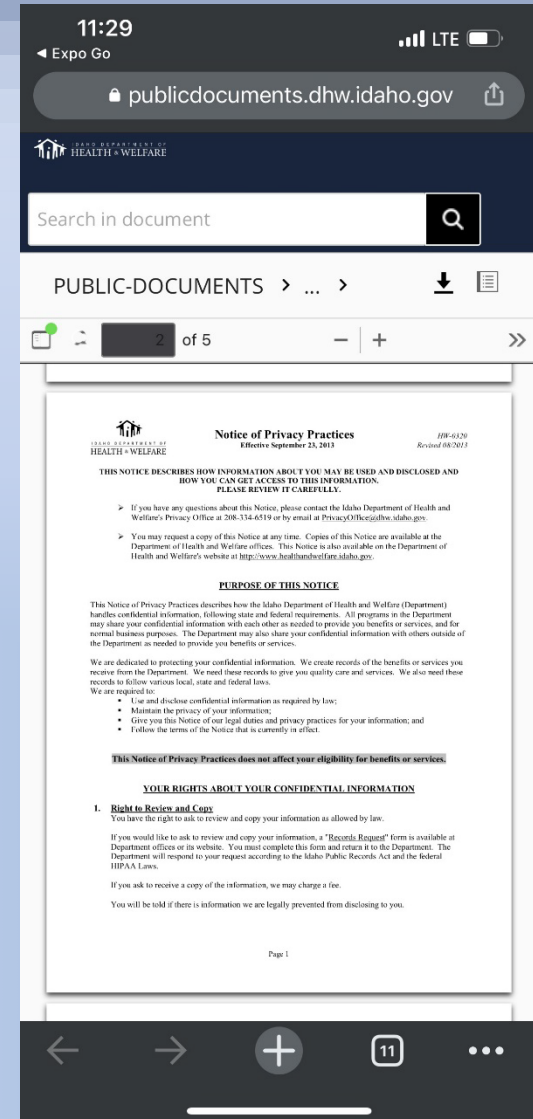 11:29
LTE
◀ Expo Go
publicdocuments.dhw.idaho.gov
IDAHO DEPARTMENT OF
HEALTH & WELFARE
Search in document
PUBLIC-DOCUMENTS > ... >
2 of 5
IDAHO DEPARTMENT OF
HEALTH & WELFARE
Notice of Privacy Practices
Effective September 23, 2013
HW-0320
Revised 08/2013
THIS NOTICE DESCRIBES HOW INFORMATION ABOUT YOU MAY BE USED AND DISCLOSED AND
HOW YOU CAN GET ACCESS TO THIS INFORMATION.
PLEASE REVIEW IT CAREFULLY.
➢ If you have any questions about this Notice, please contact the Idaho Department of Health and
Welfare's Privacy Office at 208-334-6519 or by email at PrivacyOffice@dhw.idaho.gov.
➢ You may request a copy of this Notice at any time. Copies of this Notice are available at the
Department of Health and Welfare offices. This Notice is also available on the Department of
Health and Welfare's website at http://www.healthandwelfare.idaho.gov.
PURPOSE OF THIS NOTICE
This Notice of Privacy Practices describes how the Idaho Department of Health and Welfare (Department)
handles confidential information, following state and federal requirements. All programs in the Department
may share your confidential information with each other as needed to provide you benefits or services, and for
normal business purposes. The Department may also share your confidential information with others outside of
the Department as needed to provide you benefits or services.
We are dedicated to protecting your confidential information. We create records of the benefits or services you
receive from the Department. We need these records to give you quality care and services. We also need these
records to follow various local, state and federal laws.
We are required to:
• Use and disclose confidential information as required by law;
• Maintain the privacy of your information;
• Give you this Notice of our legal duties and privacy practices for your information; and
• Follow the terms of the Notice that is currently in effect.
This Notice of Privacy Practices does not affect your eligibility for benefits or services.
YOUR RIGHTS ABOUT YOUR CONFIDENTIAL INFORMATION
1. Right to Review and Copy
You have the right to ask to review and copy your information as allowed by law.
If you would like to ask to review and copy your information, a "Records Request" form is available at
Department offices or its website. You must complete this form and return it to the Department. The
Department will respond to your request according to the Idaho Public Records Act and the federal
HIPAA Laws.
If you ask to receive a copy of the information, we may charge a fee.
You will be told if there is information we are legally prevented from disclosing to you.
Page 1
11